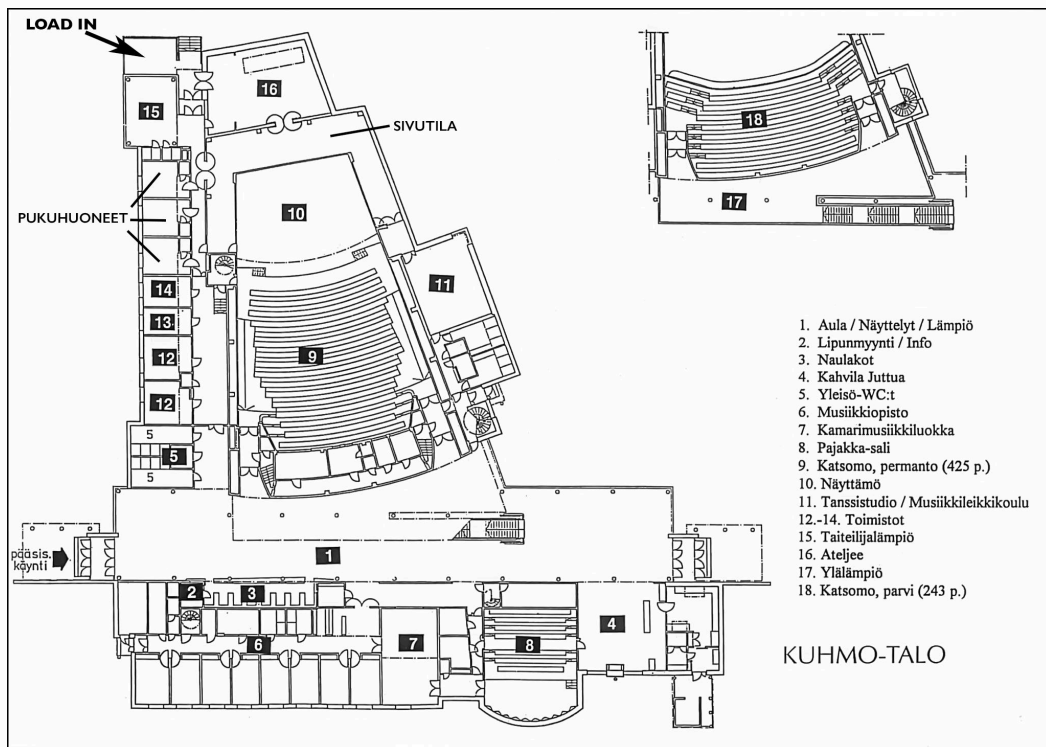 LOAD IN
16
15
SIVUTILA
18
PUKUHUONEET
10
17
14
11
13
12
9
12
5
5
5
pääsis.
käynti
1
2
3
4
6
7
8
1. Aula / Näyttelyt / Lämpiö
2. Lipunmyynti / Info
3. Naulakot
4. Kahvila Juttua
5. Yleisö-WC:t
6. Musiikkiopisto
7. Kamarimusiikkiluokka
8. Pajakka-sali
9. Katsomo, permanto (425 p.)
10. Näyttämö
11. Tanssistudio / Musiikkileikkikoulu
12.-14. Toimistot
15. Taiteilijalämpiö
16. Ateljee
17. Ylälämpiö
18. Katsomo, parvi (243 p.)
KUHMO-TALO